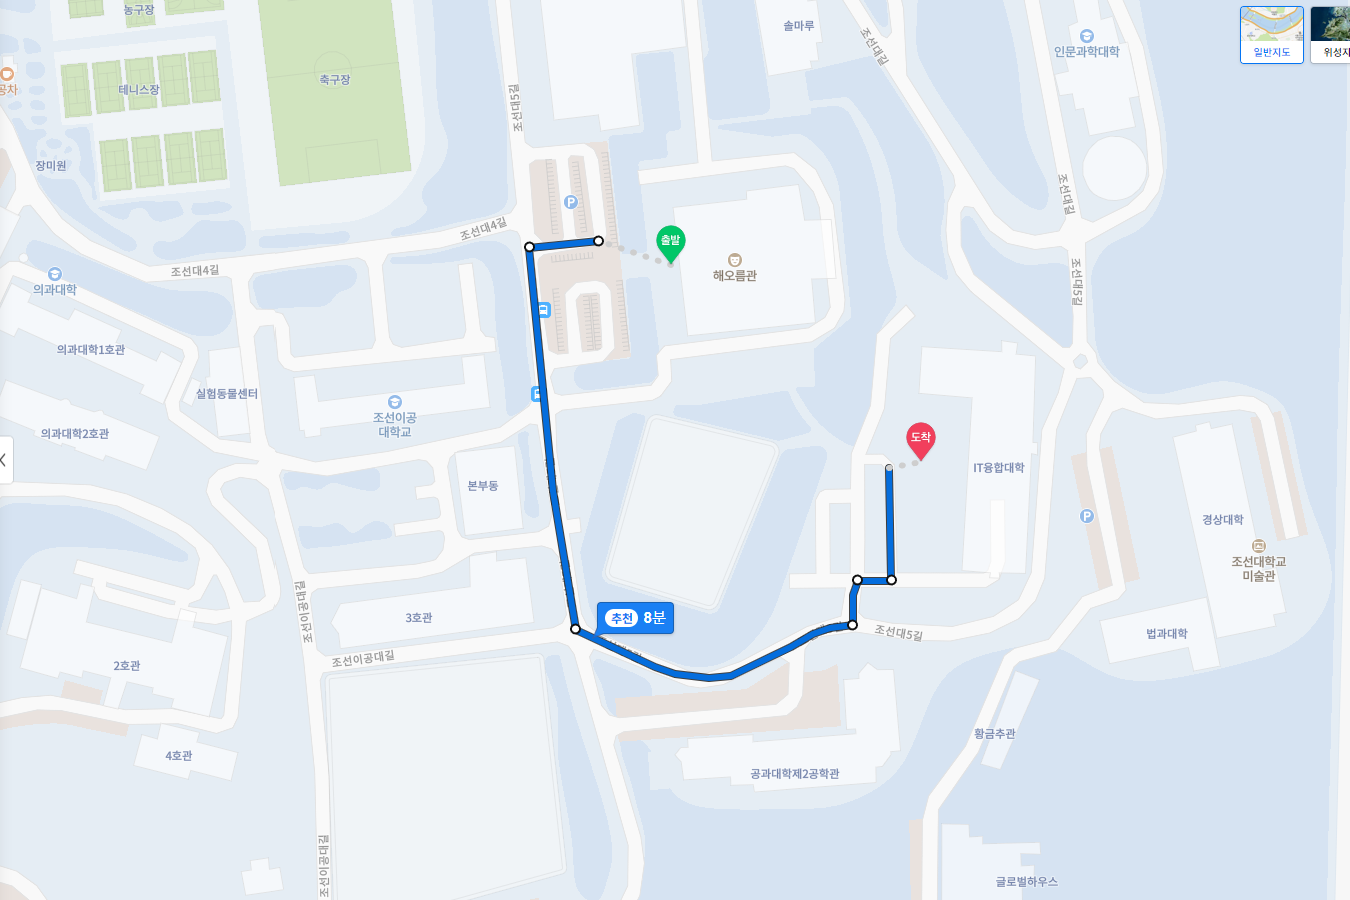 농구장
솔마루
조선대길
인문과학대학
일반지도
위성지
축구장
테니스장
공차
조선대5길
P
장미원
조선대길
조선대4길
출발
조선대4길
해오름관
조선대5길
의과대학
의과대학1호관
실험동물센터
조선이공
대학교
의과대학2호관
도착
IT융합대학
본부동
P
경상대학
조선대학교
미술관
추천 8분
3호관
조선이공대길
조선대5길
법과대학
조선이공대길
2호관
황금추관
4호관
공과대학제2공학관
조선이공대길
글로벌하우스